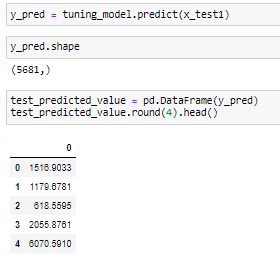 y_pred = tuning_model.predict(x_test1)
y_pred.shape
(5681,)
test_predicted_value = pd.DataFrame(y_pred)
test_predicted_value.round(4).head()
0
0 1516.9033
1 1179.6781
2 618.5595
3 2055.8761
4 6070.5910